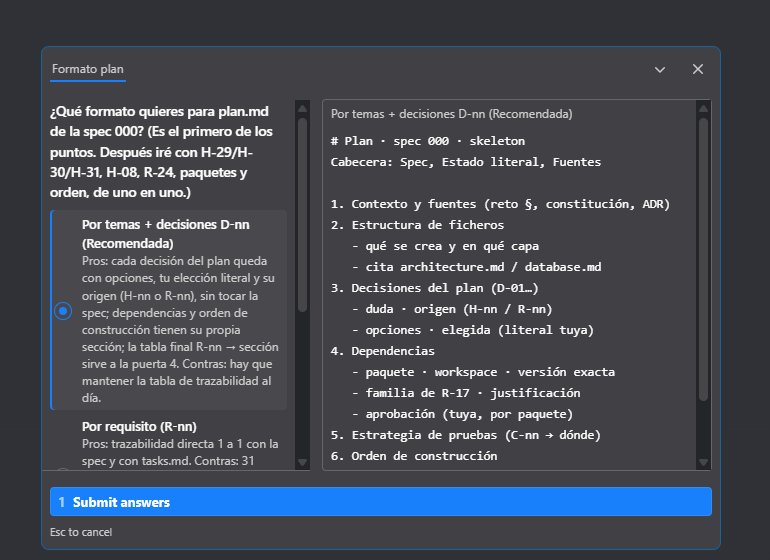 Formato plan
¿Qué formato quieres para plan.md
de la spec 000? (Es el primero de los
puntos. Después iré con H-29/H-
30/H-31, H-08, R-24, paquetes y
orden, de uno en uno.)
Por temas + decisiones D-nn
(Recomendada)
Pros: cada decisión del plan queda
con opciones, tu elección literal y su
origen (H-nn o R-nn), sin tocar la
spec; dependencias y orden de
construcción tienen su propia
sección; la tabla final R-nn → sección
sirve a la puerta 4. Contras: hay que
mantener la tabla de trazabilidad al
día.
Por requisito (R-nn)
Pros: trazabilidad directa 1 a 1 con la
spec y con tasks.md. Contras: 31
Por temas + decisiones D-nn (Recomendada)
# Plan · spec 000 · skeleton
Cabecera: Spec, Estado literal, Fuentes
1. Contexto y fuentes (reto §, constitución, ADR)
2. Estructura de ficheros
- qué se crea y en qué capa
- cita architecture.md / database.md
3. Decisiones del plan (D-01…)
- duda · origen (H-nn / R-nn)
- opciones · elegida (literal tuya)
4. Dependencias
- paquete · workspace · versión exacta
- familia de R-17 · justificación
- aprobación (tuya, por paquete)
5. Estrategia de pruebas (C-nn → dónde)
6. Orden de construcción
1 Submit answers
Esc to cancel